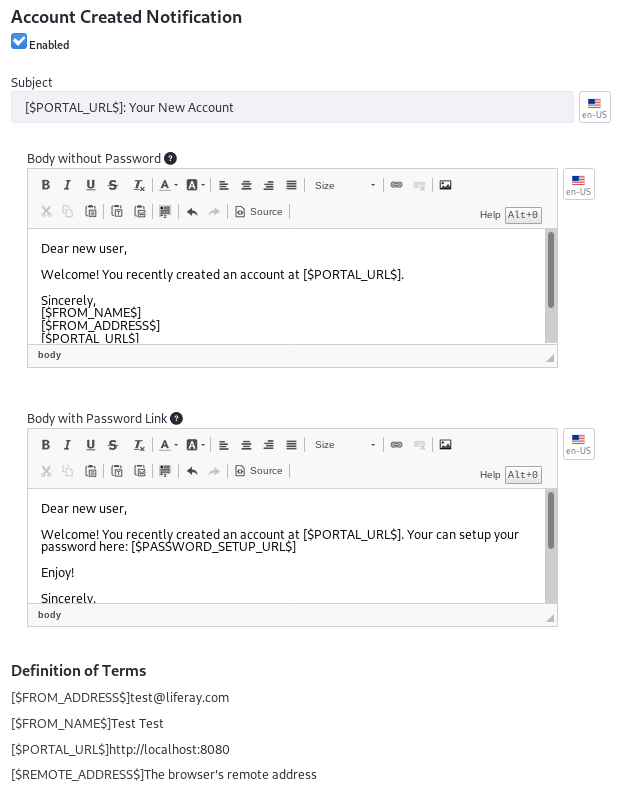 Account Created Notification
Enabled
Subject
[$PORTAL_URL$]: Your New Account
en-US
Body without Password ?
B I U S Tx A A Size
en-US
Source Help Alt+0
Dear new user,
Welcome! You recently created an account at [$PORTAL_URL$].
Sincerely,
[$FROM_NAME$]
[$FROM_ADDRESS$]
[$PORTAL_URL$]
body
Body with Password Link ?
B I U S Tx A A Size
en-US
Source Help Alt+0
Dear new user,
Welcome! You recently created an account at [$PORTAL_URL$]. Your can setup your
password here: [$PASSWORD_SETUP_URL$]
Enjoy!
Sincerely,
body
Definition of Terms
[$FROM_ADDRESS$]test@liferay.com
[$FROM_NAME$]Test Test
[$PORTAL_URL$]http://localhost:8080
[$REMOTE_ADDRESS$]The browser's remote address